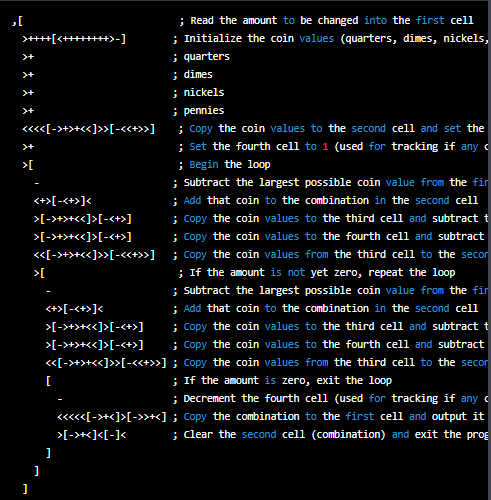 ,[ ; Read the amount to be changed into the first cell
>++++[<++++++++>-] ; Initialize the coin values (quarters, dimes, nickels,
>+ ; quarters
>+ ; dimes
>+ ; nickels
>+ ; pennies
<<<<[->+>+<<]>>[-<<+>>] ; Copy the coin values to the second cell and set the
>+ ; Set the fourth cell to 1 (used for tracking if any c
>[ ; Begin the loop
- ; Subtract the largest possible coin value from the fir
<+>[-<+>]< ; Add that coin to the combination in the second cell
>[->+>+<<]>[-<+>] ; Copy the coin values to the third cell and subtract t
>[->+>+<<]>[-<+>] ; Copy the coin values to the fourth cell and subtract
<<[->+>+<<]>>[-<<+>>] ; Copy the coin values from the third cell to the secon
>[ ; If the amount is not yet zero, repeat the loop
- ; Subtract the largest possible coin value from the fir
<+>[-<+>]< ; Add that coin to the combination in the second cell
>[->+>+<<]>[-<+>] ; Copy the coin values to the third cell and subtract t
>[->+>+<<]>[-<+>] ; Copy the coin values to the fourth cell and subtract
<<[->+>+<<]>>[-<<+>>] ; Copy the coin values from the third cell to the secon
[ ; If the amount is zero, exit the loop
- ; Decrement the fourth cell (used for tracking if any c
<<<<<[->+<]>[->>+<] ; Copy the combination to the first cell and output it
>[->+<]<[-]< ; Clear the second cell (combination) and exit the prog
]
]
]